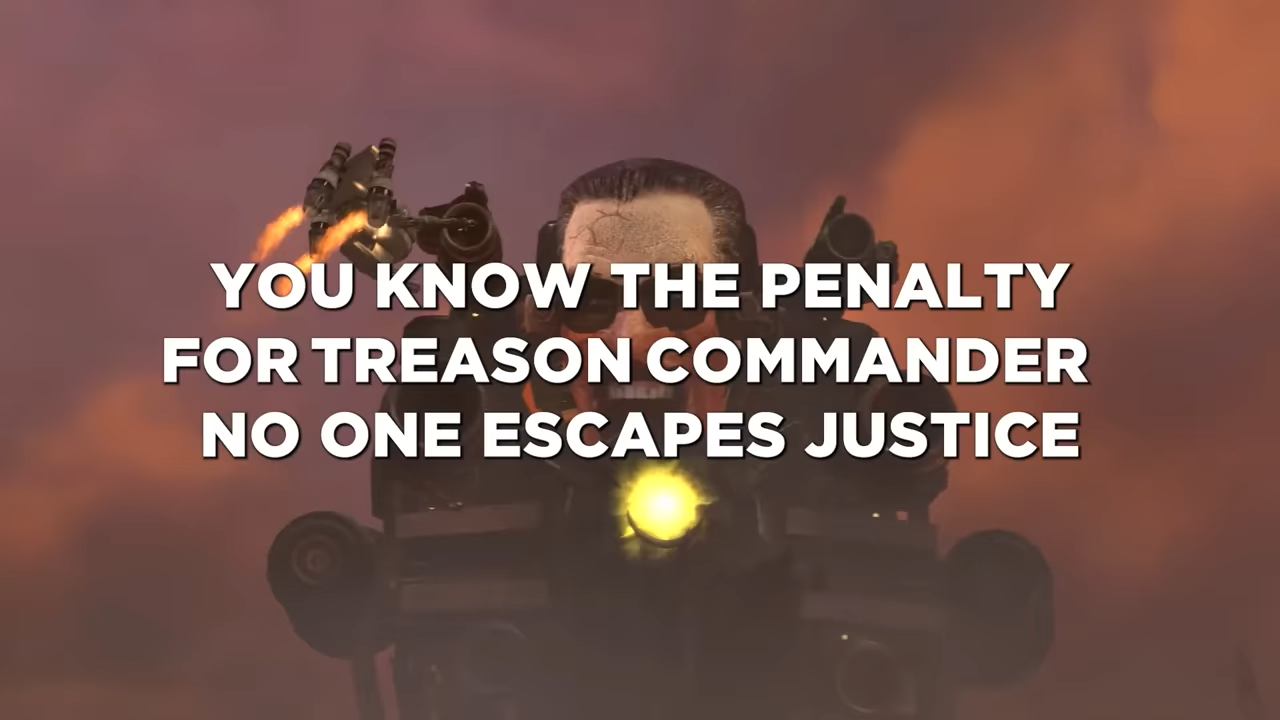 YOU KNOW THE PENALTY
FOR TREASON COMMANDER
NO ONE ESCAPES JUSTICE